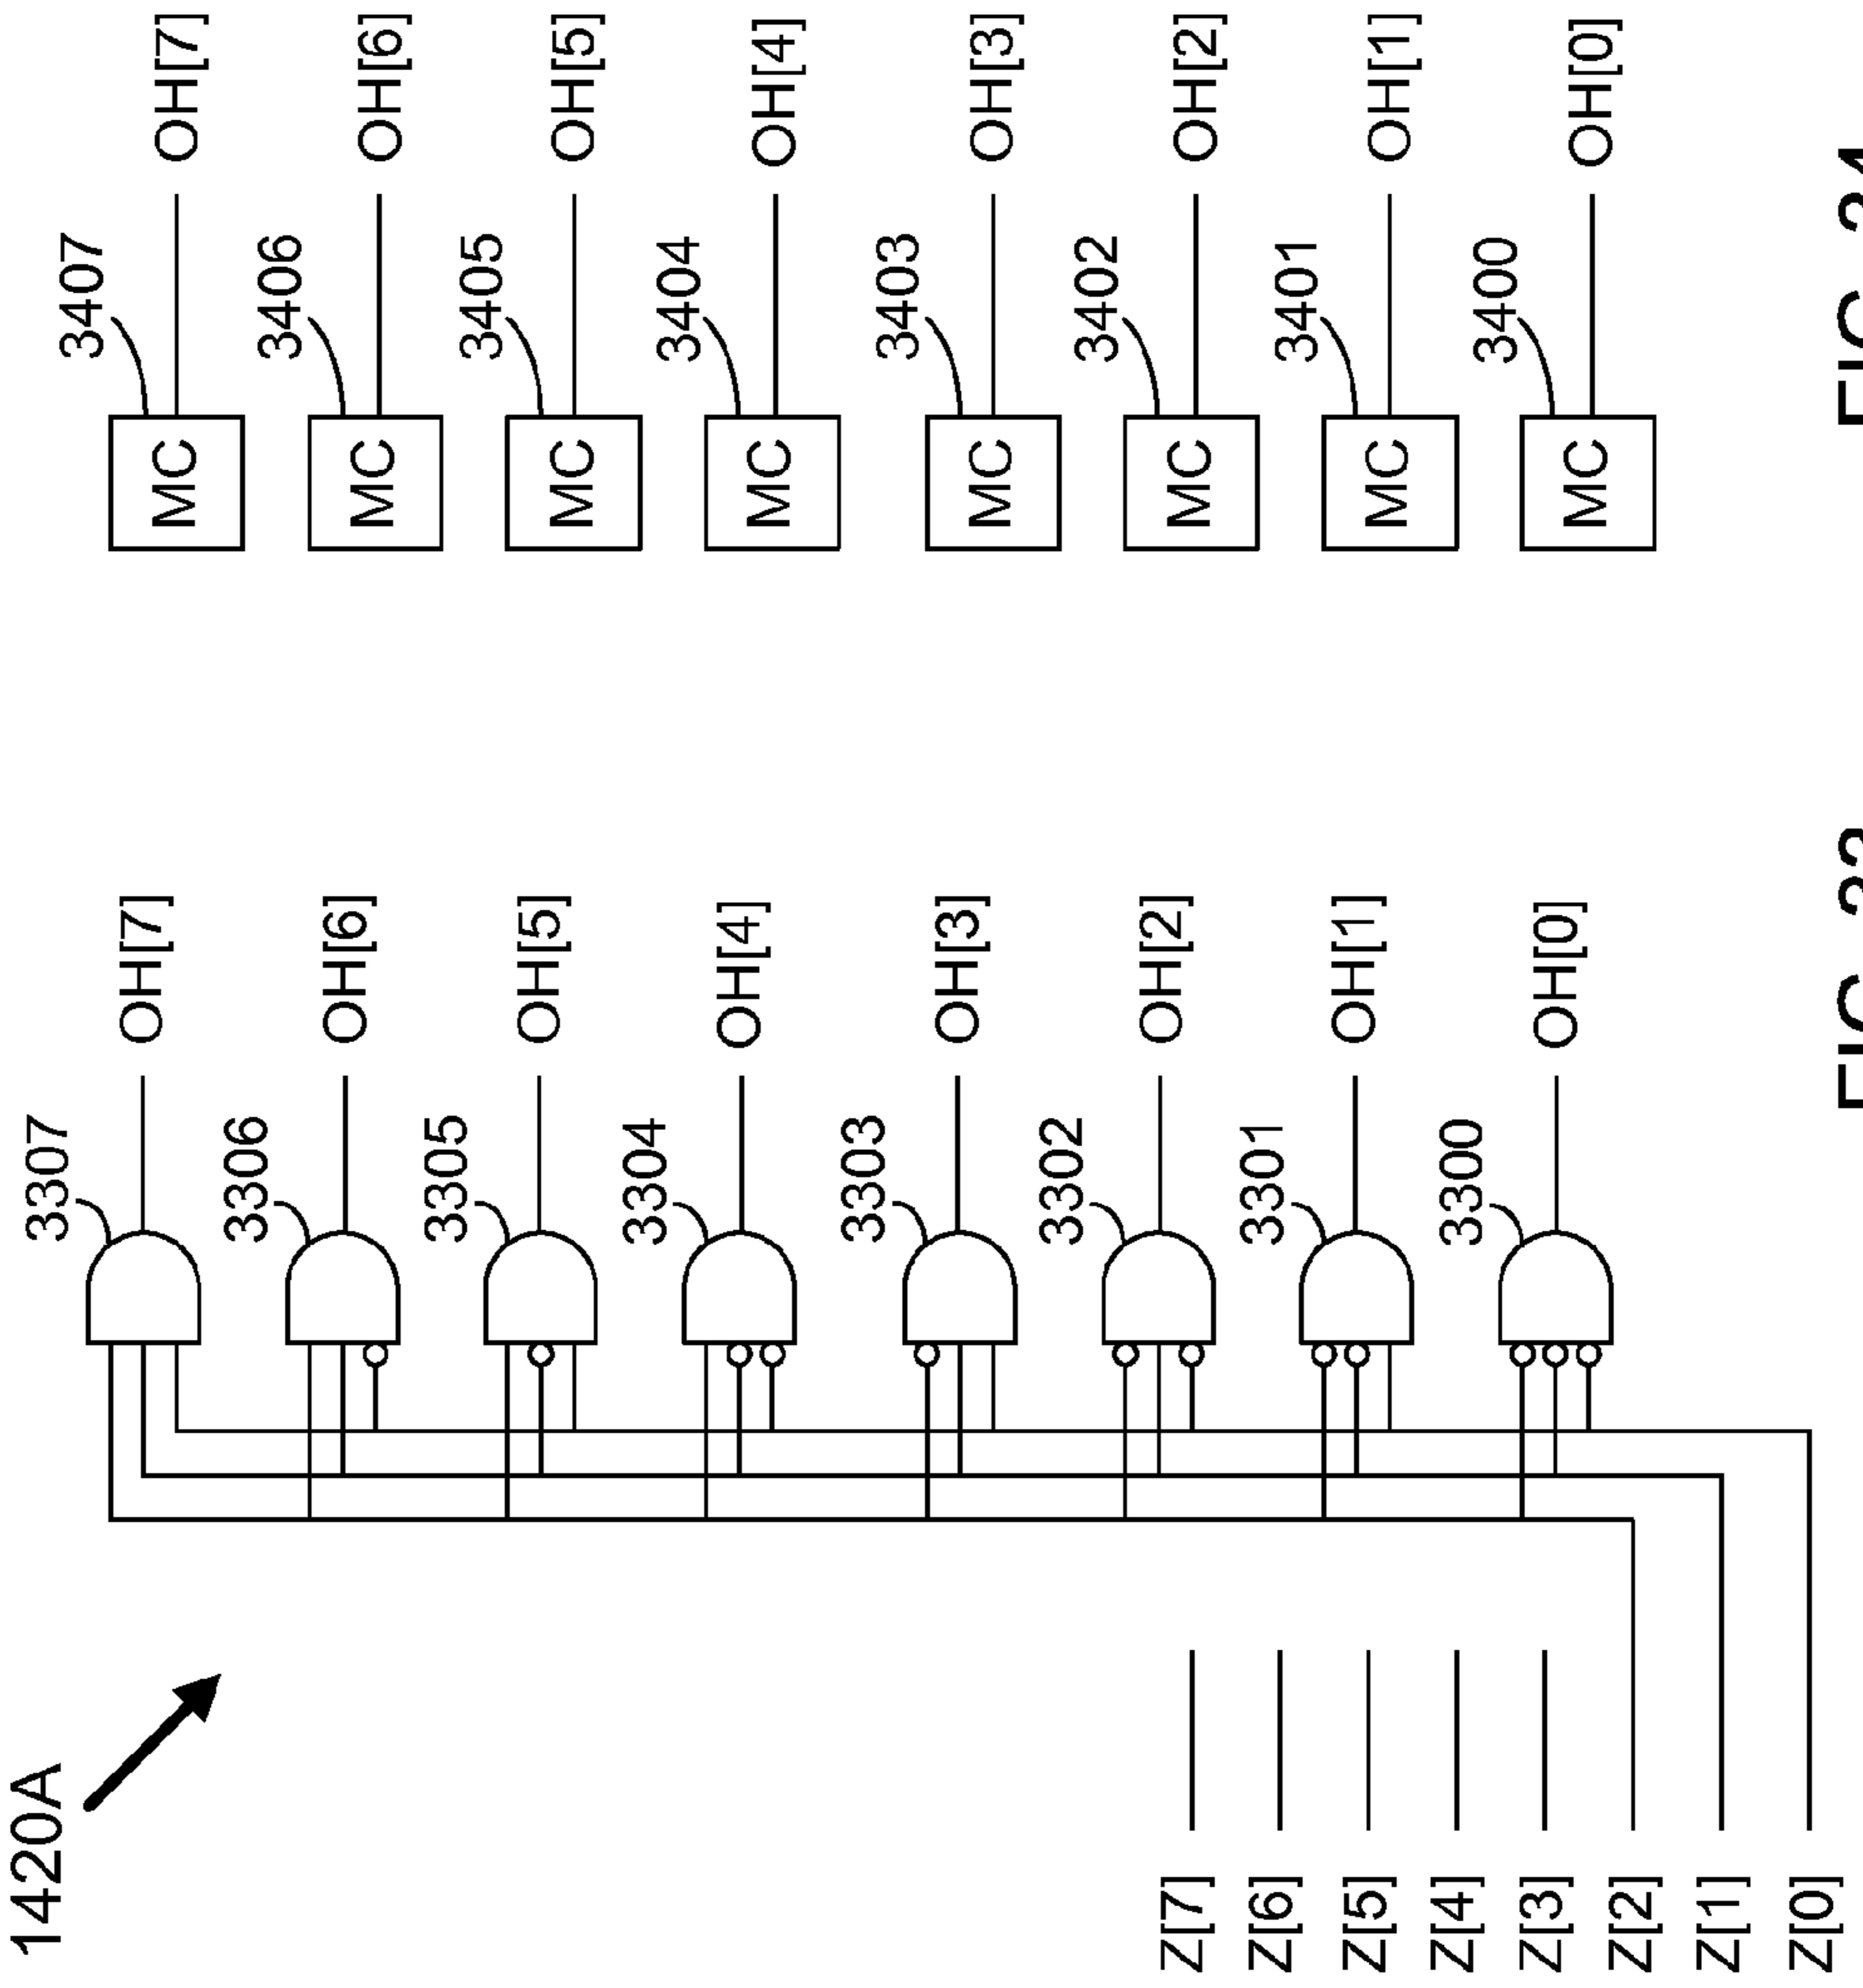 1420A
Z[7]
Z[6]
Z[5]
Z[4]
Z[3]
Z[2]
Z[1]
Z[0]
3307
OH[7]
3306
OH[6]
3305
OH[5]
3304
OH[4]
3303
OH[3]
3302
OH[2]
3301
OH[1]
3300
OH[0]
MC
3407
OH[7]
MC
3406
OH[6]
MC
3405
OH[5]
MC
3404
OH[4]
MC
3403
OH[3]
MC
3402
OH[2]
MC
3401
OH[1]
MC
3400
OH[0]